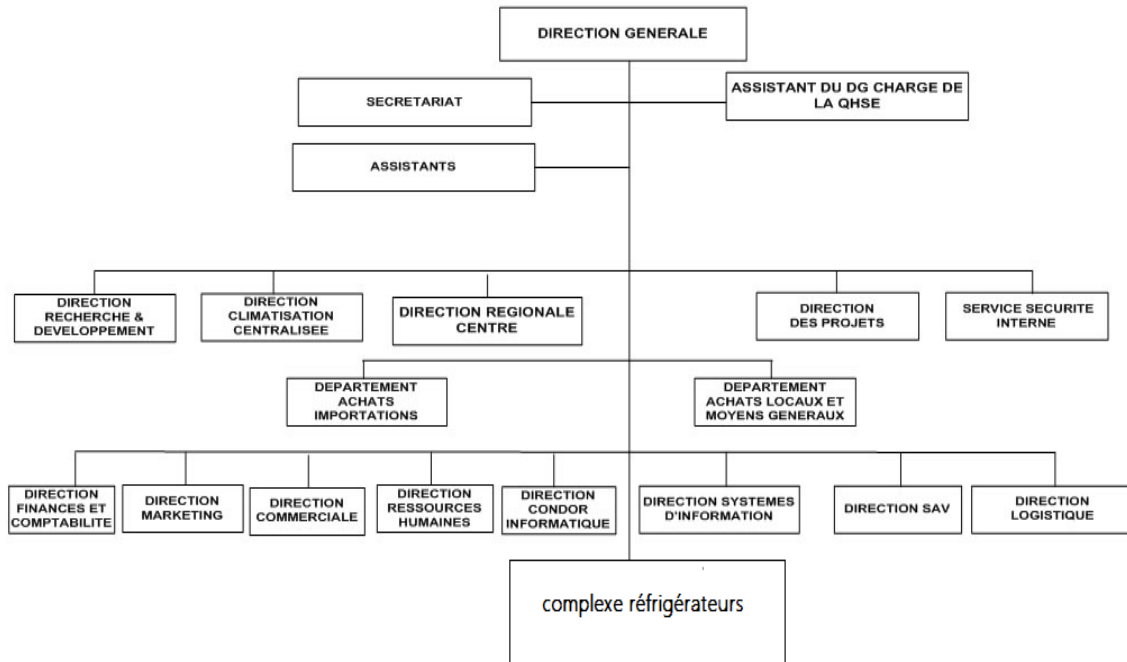 DIRECTION GENERALE
SECRETARIAT
ASSISTANT DU DG CHARGE DE
LA QHSE
ASSISTANTS
DIRECTION
RECHERCHE &
DEVELOPPEMENT
DIRECTION
CLIMATISATION
CENTRALISEE
DIRECTION REGIONALE
CENTRE
DIRECTION
DES PROJETS
SERVICE SECURITE
INTERNE
DEPARTEMENT
ACHATS
IMPORTATIONS
DEPARTEMENT
ACHATS LOCAUX ET
MOYENS GENERAUX
DIRECTION
FINANCES ET
COMPTABILITE
DIRECTION
MARKETING
DIRECTION
COMMERCIALE
DIRECTION
RESSOURCES
HUMAINES
DIRECTION
CONDOR
INFORMATIQUE
DIRECTION SYSTEMES
D'INFORMATION
DIRECTION SAV
DIRECTION
LOGISTIQUE
complexe réfrigérateurs